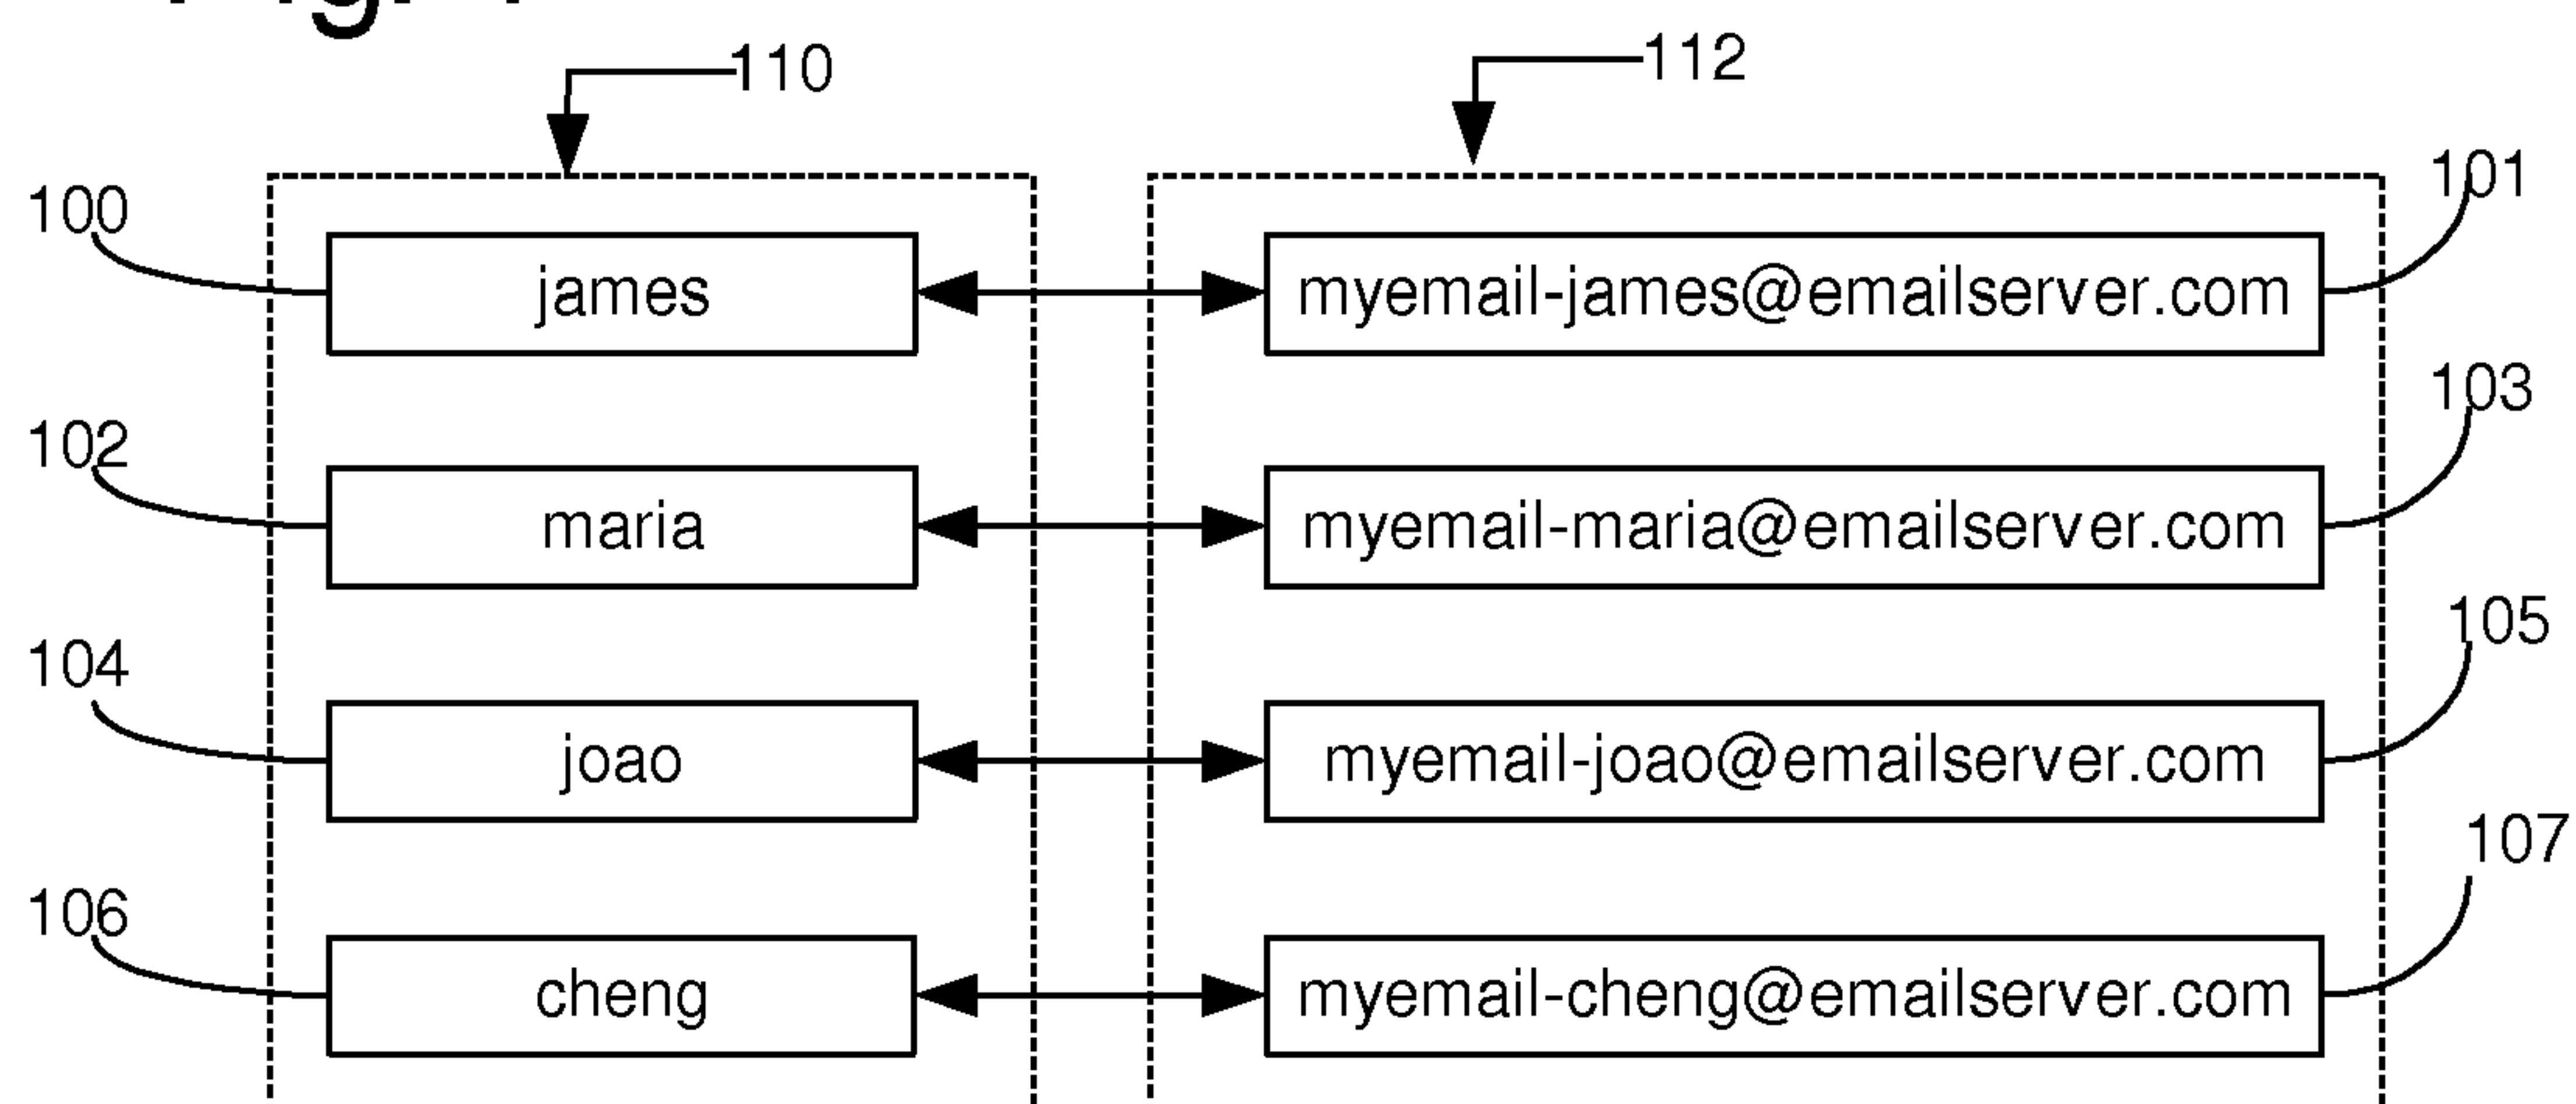 110
112
100
101
james
myemail-james@emailserver.com
102
103
maria
myemail-maria@emailserver.com
104
105
joao
myemail-joao@emailserver.com
106
107
cheng
myemail-cheng@emailserver.com